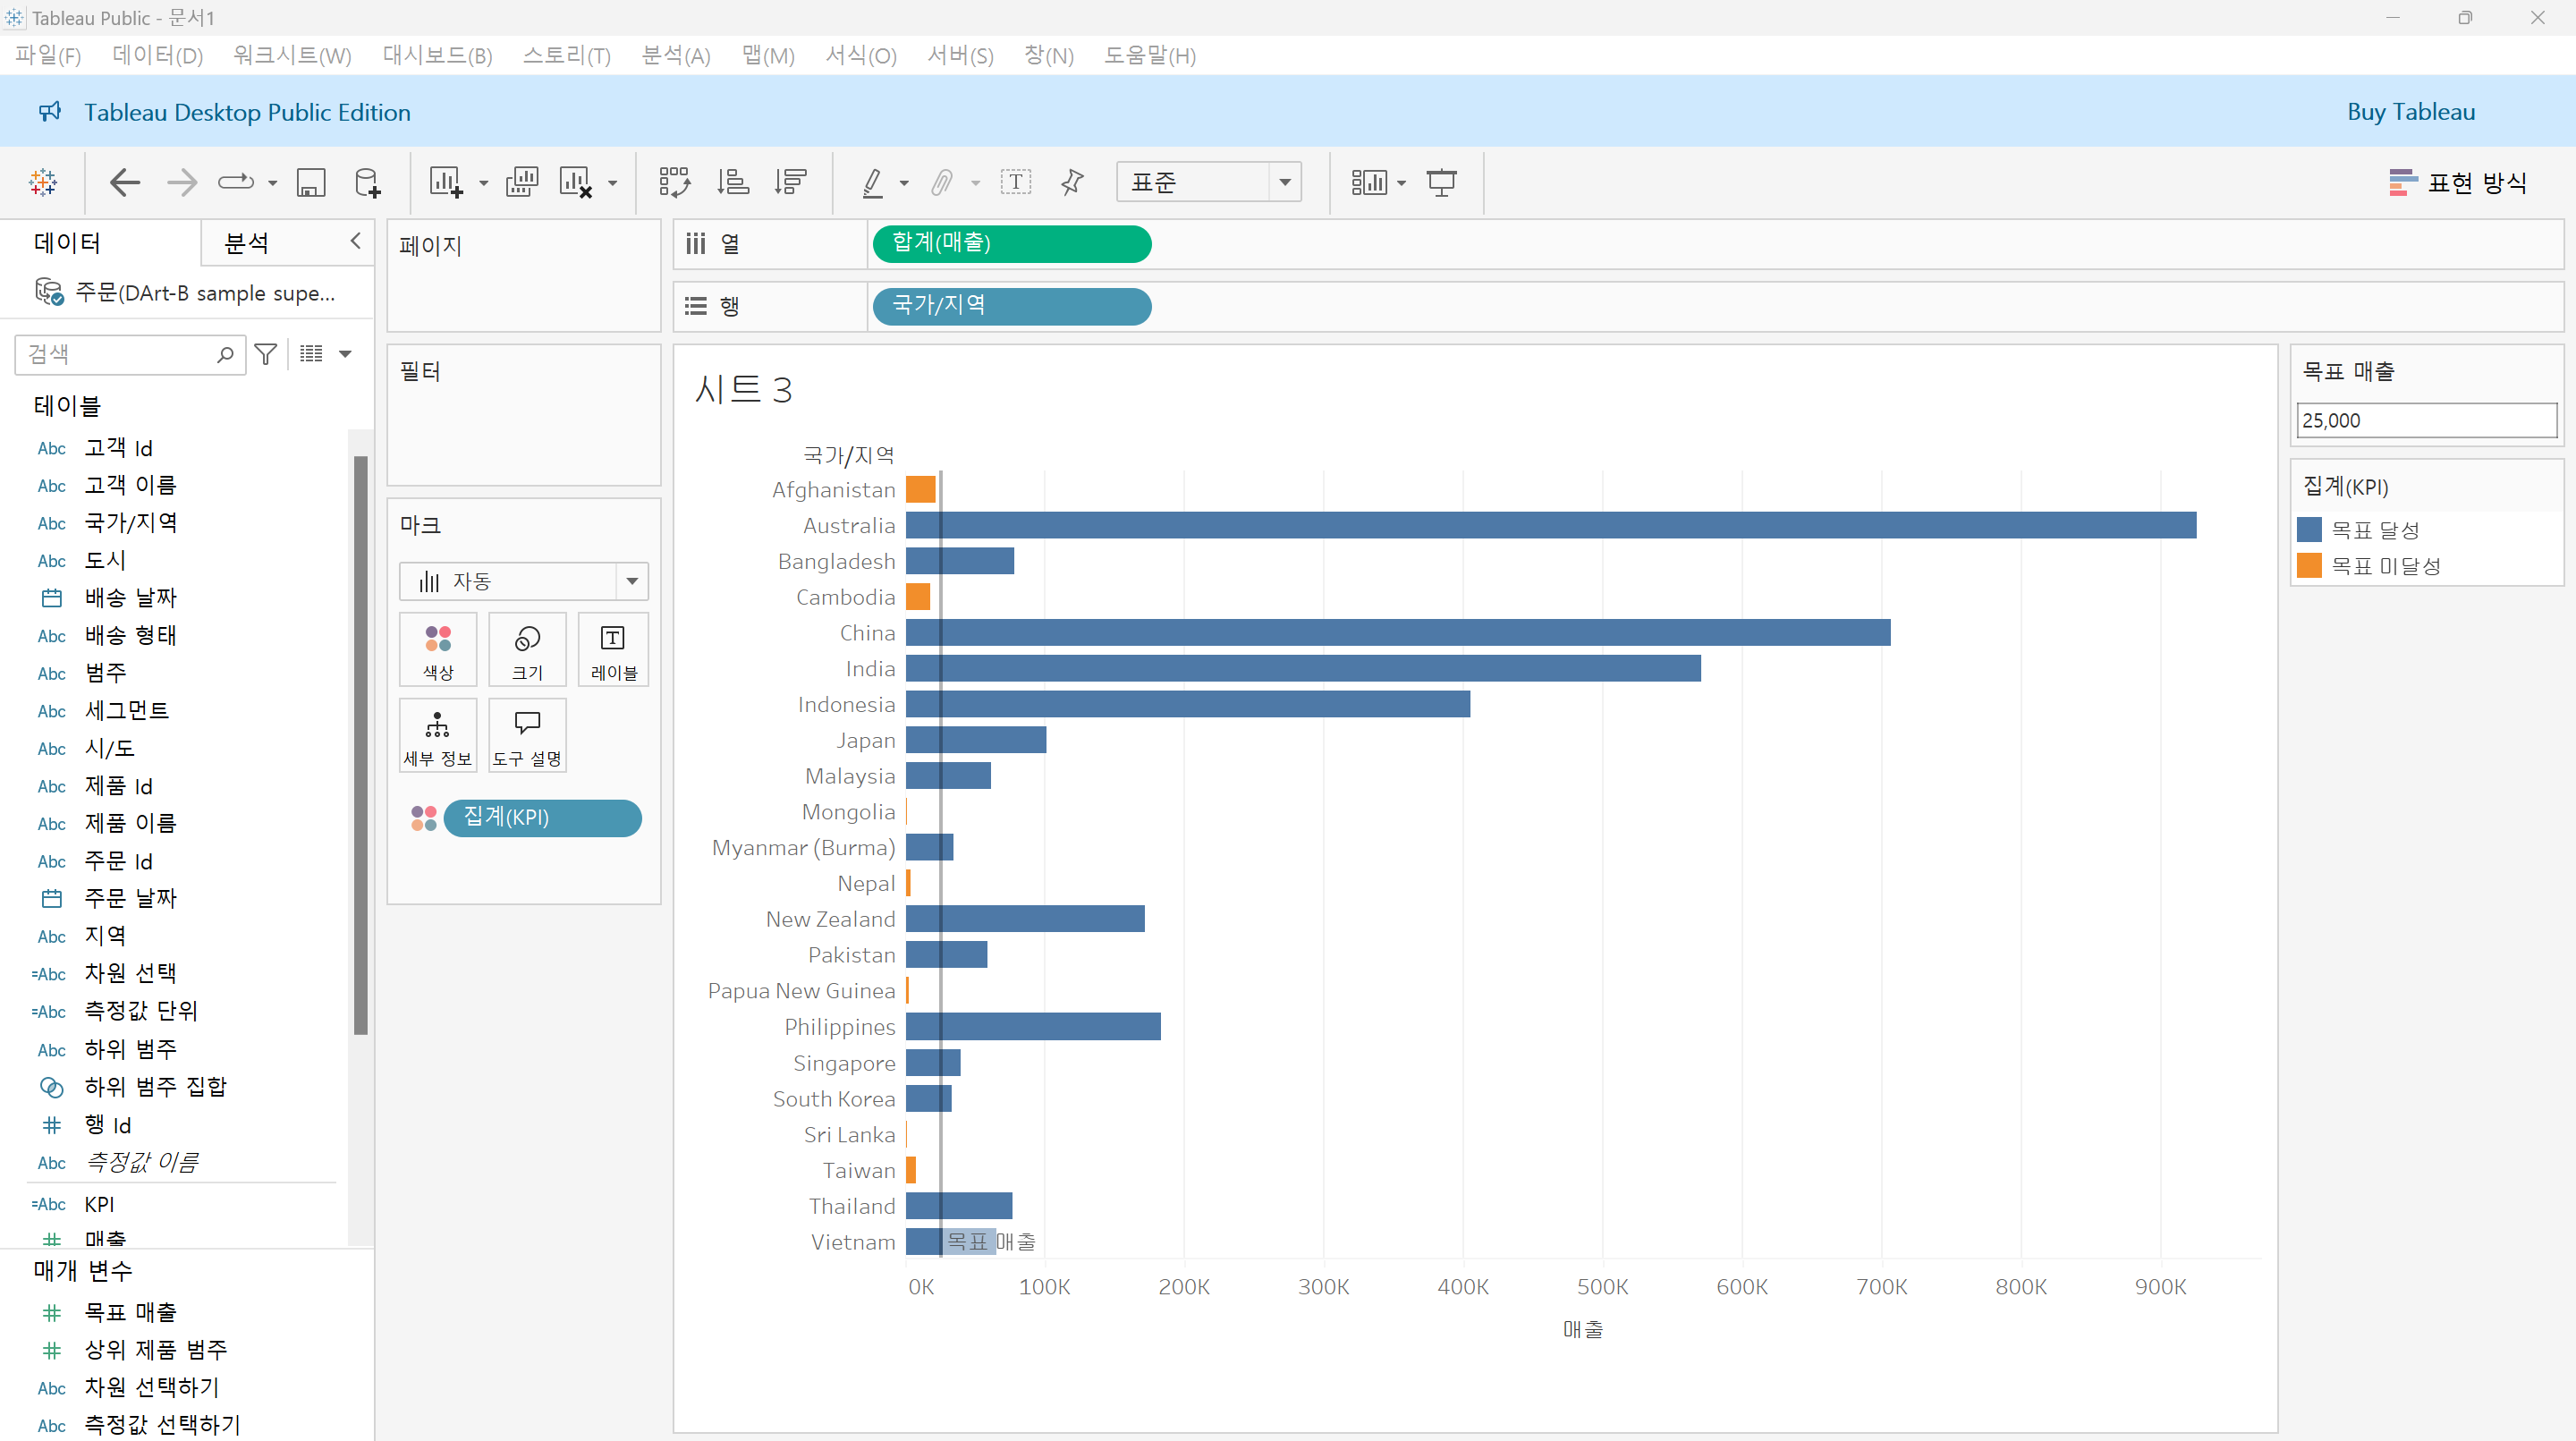 Tableau Public - 문서1
파일(F) 데이터(D) 워크시트(W) 대시보드(B) 스토리(T) 분석(A) 맵(M) 서식(O) 서버(S) 창(N) 도움말(H)
Tableau Desktop Public Edition
Buy Tableau
표준
표현 방식
데이터
분석
주문(DArt-B sample supe...
검색
테이블
Abc 고객 Id
Abc 고객 이름
Abc 국가/지역
Abc 도시
배송 날짜
Abc 배송 형태
Abc 범주
Abc 세그먼트
Abc 시/도
Abc 제품 Id
Abc 제품 이름
Abc 주문 Id
주문 날짜
Abc 지역
=Abc 차원 선택
=Abc 측정값 단위
Abc 하위 범주
하위 범주 집합
# 행 Id
Abc 측정값 이름
=Abc KPI
# 매출
매개 변수
# 목표 매출
# 상위 제품 범주
Abc 차원 선택하기
Abc 측정값 선택하기
페이지
필터
마크
자동
색상
크기
레이블
세부 정보
도구 설명
집계(KPI)
열
합계(매출)
행
국가/지역
시트 3
국가/지역
Afghanistan
Australia
Bangladesh
Cambodia
China
India
Indonesia
Japan
Malaysia
Mongolia
Myanmar (Burma)
Nepal
New Zealand
Pakistan
Papua New Guinea
Philippines
Singapore
South Korea
Sri Lanka
Taiwan
Thailand
Vietnam
목표 매출
0K 100K 200K 300K 400K 500K 600K 700K 800K 900K
매출
목표 매출
25,000
집계(KPI)
목표 달성
목표 미달성